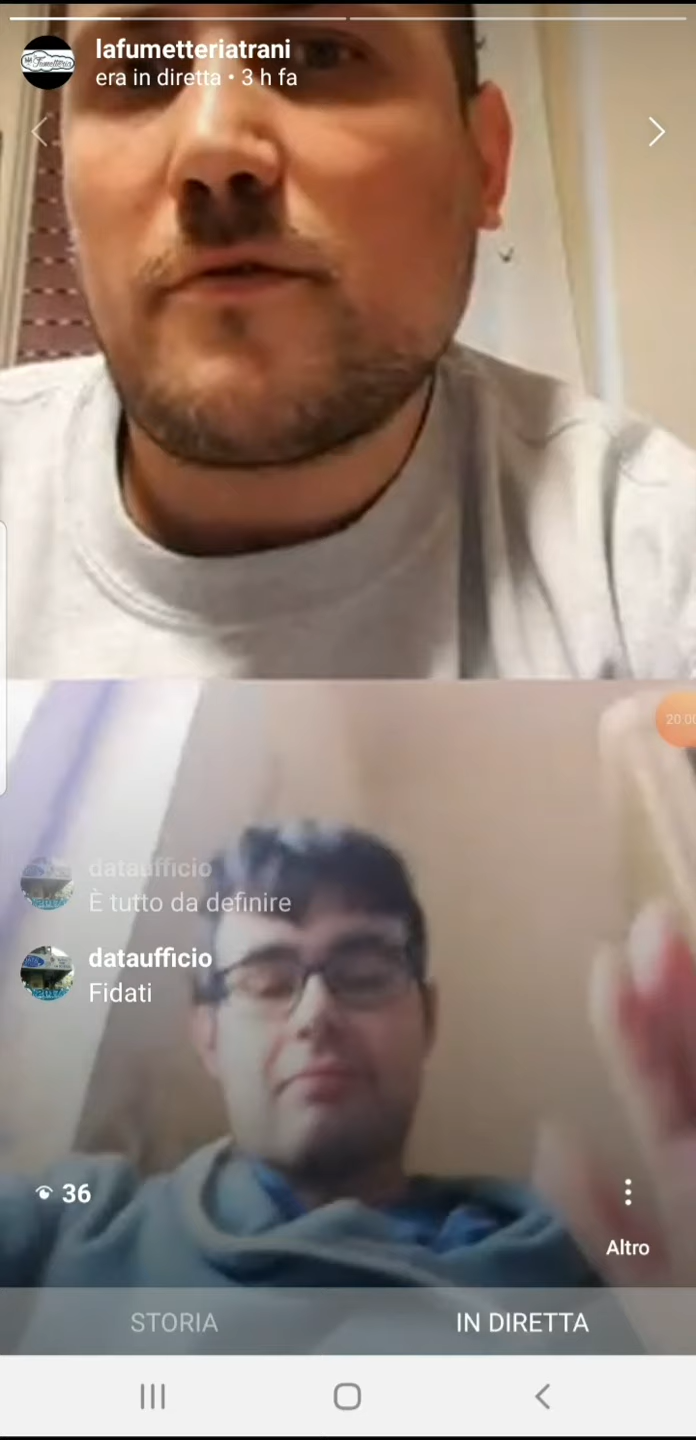 lafumetteriatrani
era in diretta • 3 h fa
dataufficio
È tutto da definire
dataufficio
Fidati
36
Altro
STORIA
IN DIRETTA